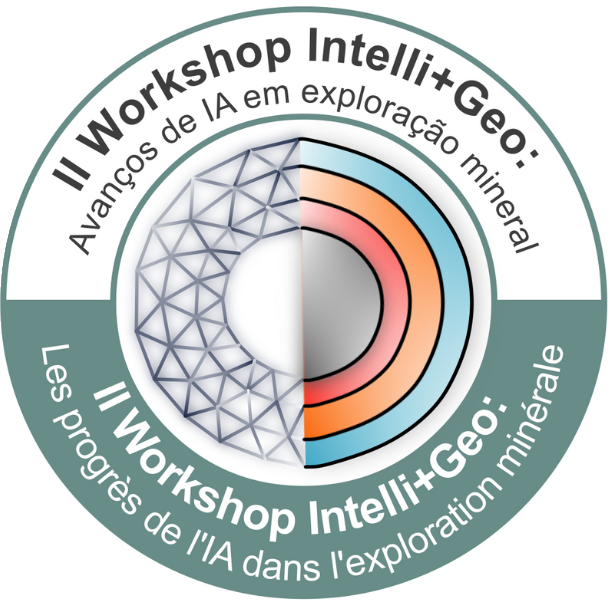 II Workshop Intelli+Geo:
Avanços de IA em exploração mineral
II Workshop Intelli+Geo:
Les progrès de l'IA dans l'exploration minérale